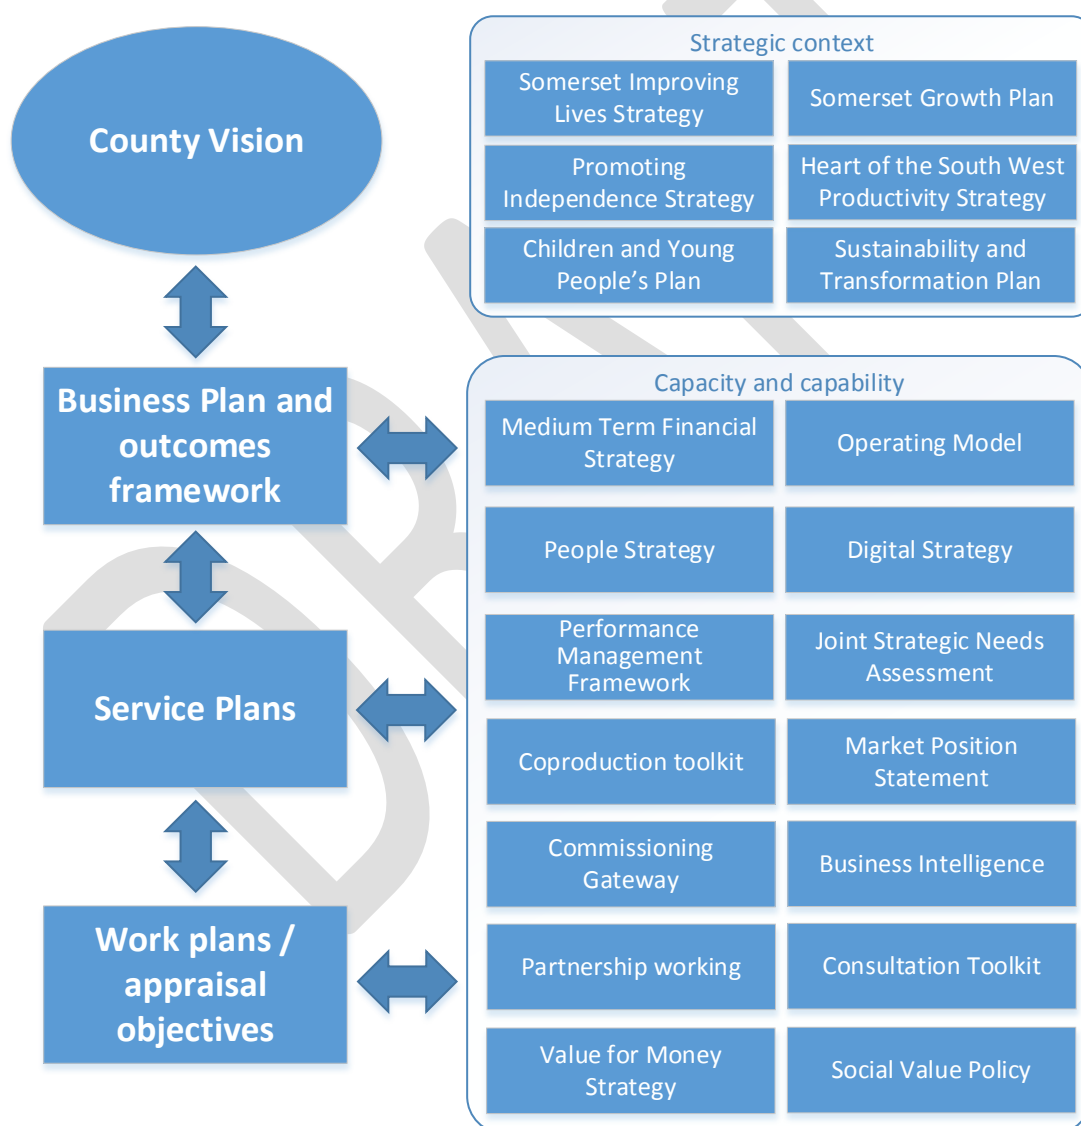 County Vision
Strategic context
Somerset Improving
Lives Strategy
Somerset Growth Plan
Promoting
Independence Strategy
Heart of the South West
Productivity Strategy
Children and Young
People's Plan
Sustainability and
Transformation Plan
Business Plan and
outcomes
framework
Service Plans
Work plans /
appraisal
objectives
Capacity and capability
Medium Term Financial
Strategy
Operating Model
People Strategy
Digital Strategy
Performance
Management
Framework
Joint Strategic Needs
Assessment
Coproduction toolkit
Market Position
Statement
Commissioning
Gateway
Business Intelligence
Partnership working
Consultation Toolkit
Value for Money
Strategy
Social Value Policy
DRAFT